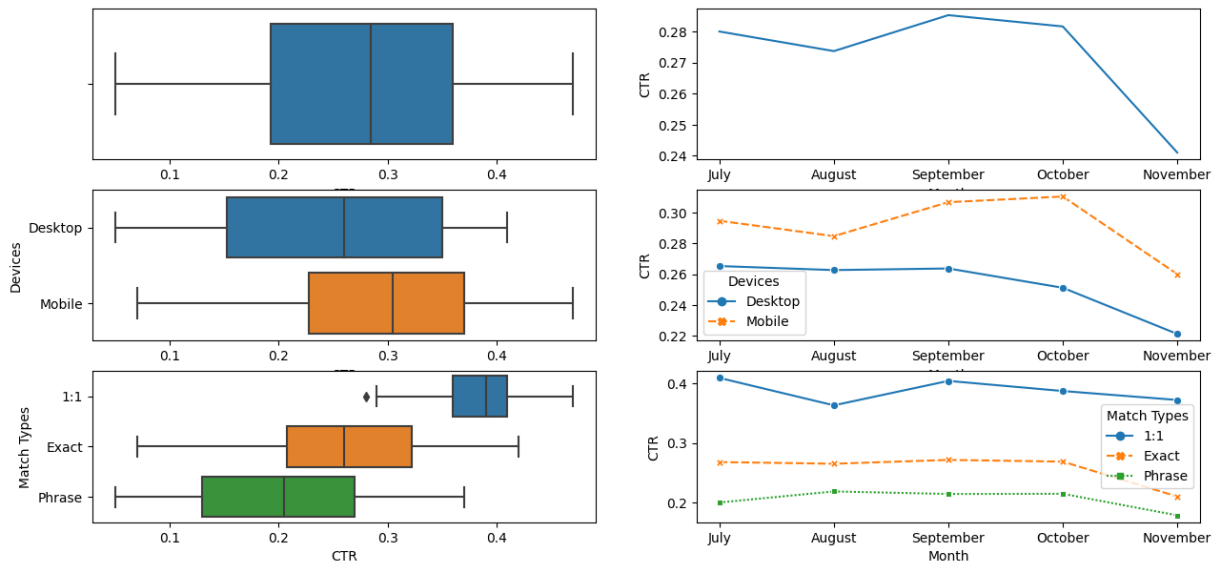 0.1 0.2 0.3 0.4
CTR
CTR
0.28
0.27
0.26
0.25
0.24
July August September October November
Month
Devices
Desktop
Mobile
0.1 0.2 0.3 0.4
CTR
CTR
0.30
0.28
0.26
0.24
0.22
Devices
Desktop
Mobile
July August September October November
Month
Match Types
1:1
Exact
Phrase
0.1 0.2 0.3 0.4
CTR
CTR
0.4
0.3
0.2
Match Types
1:1
Exact
Phrase
July August September October November
Month